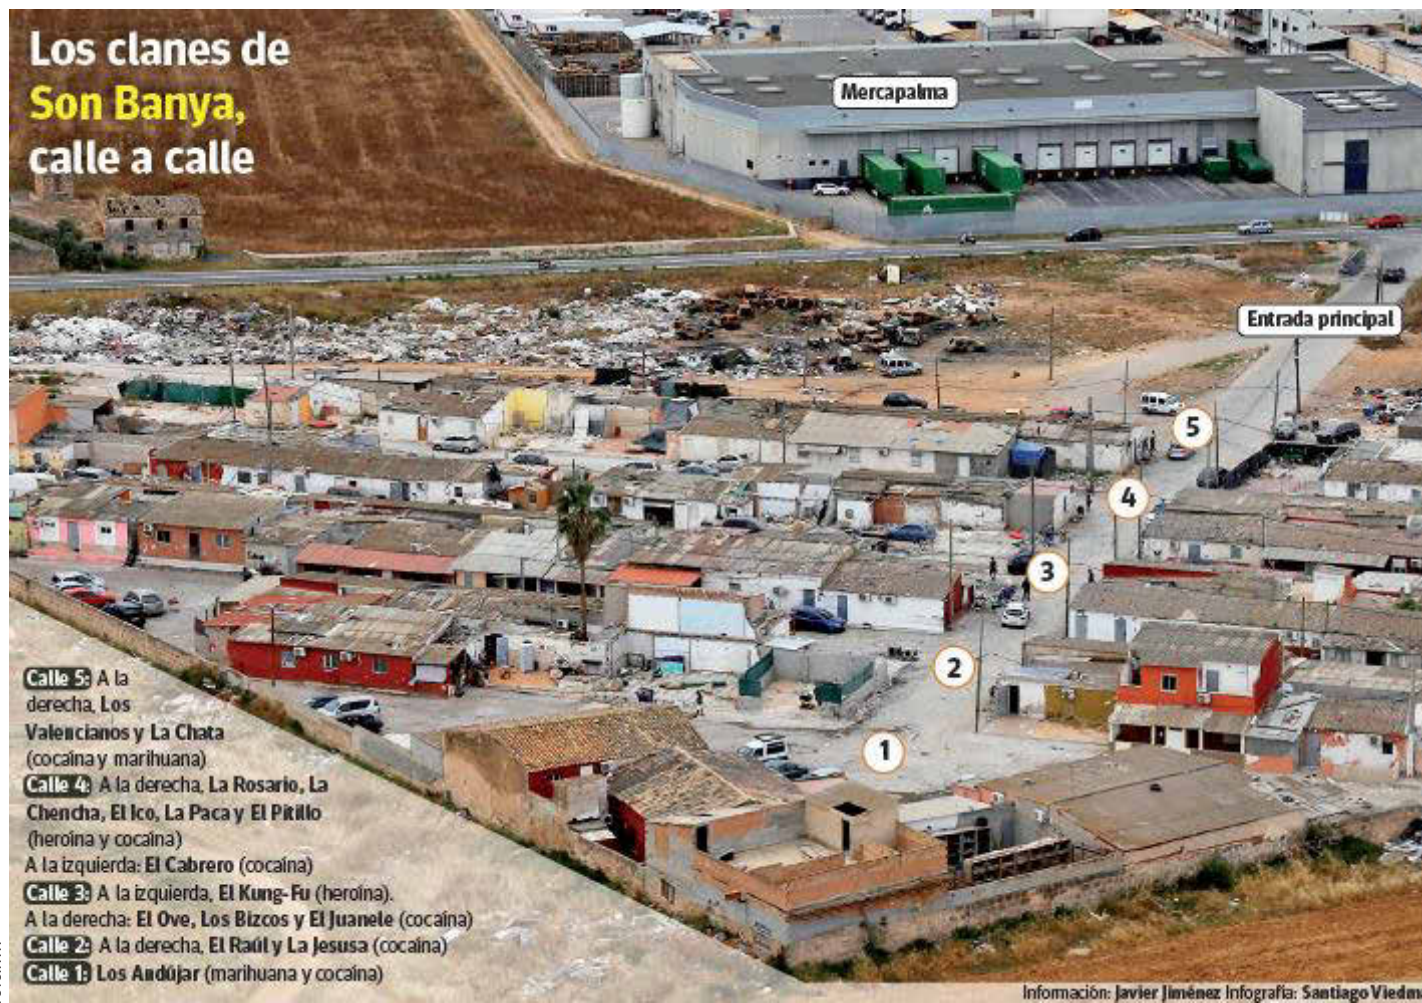 Los clanes de
Son Banya,
calle a calle
Mercapalma
Entrada principal
5
4
3
2
1
Calle 5: A la
derecha, Los
Valencianos y La Chata
(cocaína y marihuana)
Calle 4: A la derecha, La Rosario, La
Chencha, El Ico, La Paca y El Pitillo
(heroína y cocaína)
A la izquierda: El Cabrero (cocaína)
Calle 3: A la izquierda, El Kung-Fu (heroína).
A la derecha: El Ove, Los Bizcos y El Juanele (cocaína)
Calle 2: A la derecha, El Raúl y La Jesusa (cocaína)
Calle 1: Los Andújar (marihuana y cocaína)
Información: Javier Jiménez Infografía: Santiago Viedm